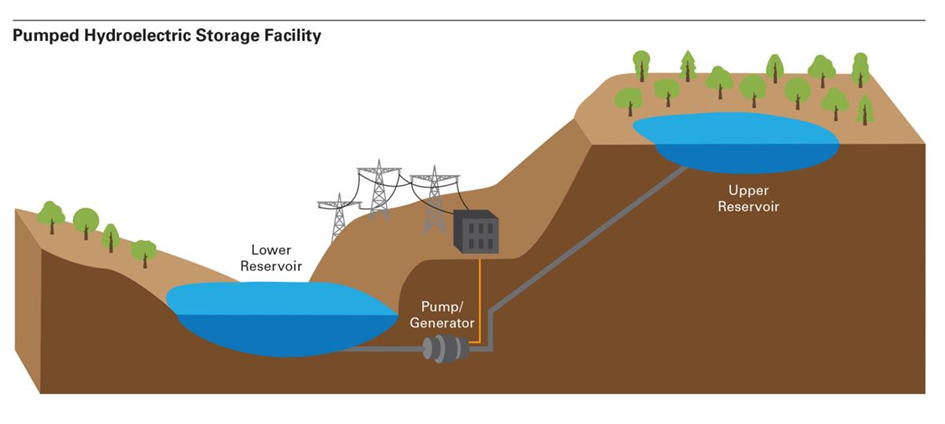 Pumped Hydroelectric Storage Facility
Upper
Reservoir
Lower
Reservoir
Pump/
Generator